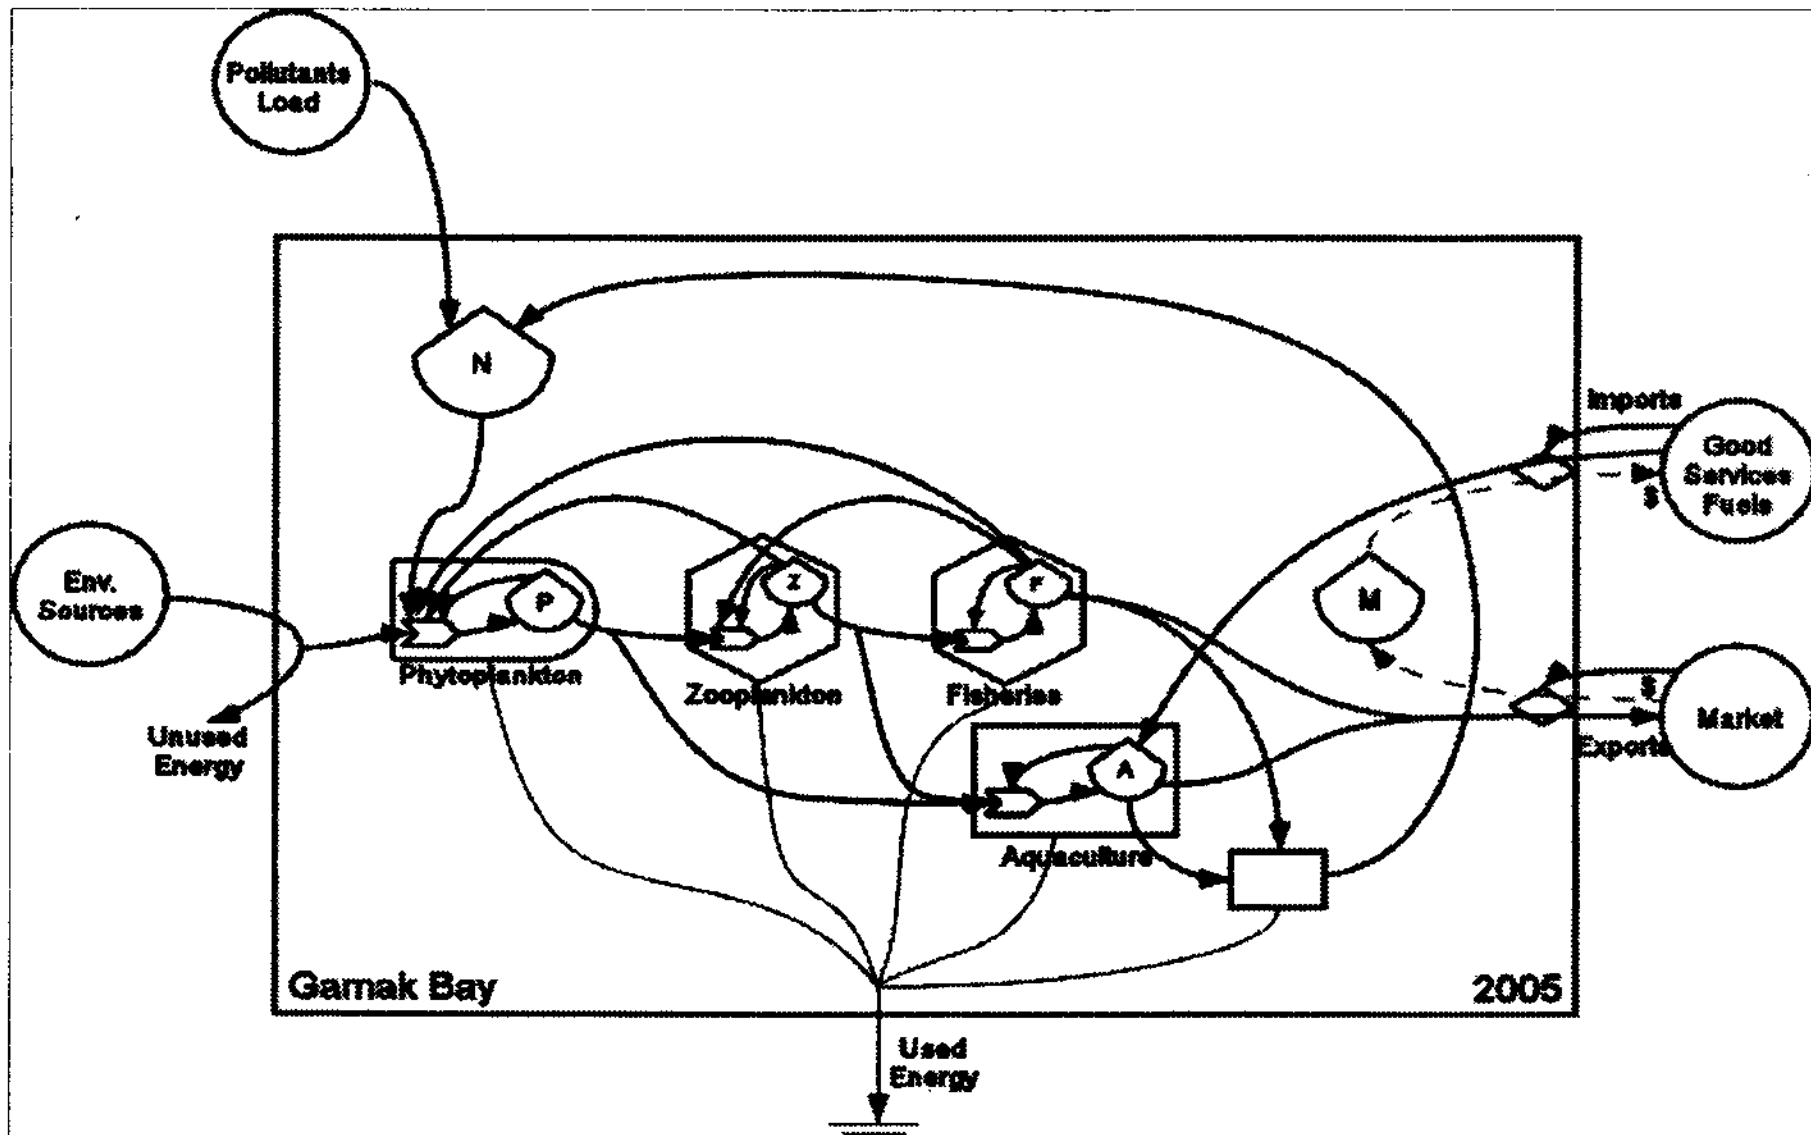 Pollutants
Load
N
Imports
Good
Services
Fuels
$
Env.
Sources
P
Z
F
M
Phytoplankton
Zooplankton
Fisheries
$
Market
Exports
Unused
Energy
A
Aquaculture
Gamak Bay
2005
Used
Energy